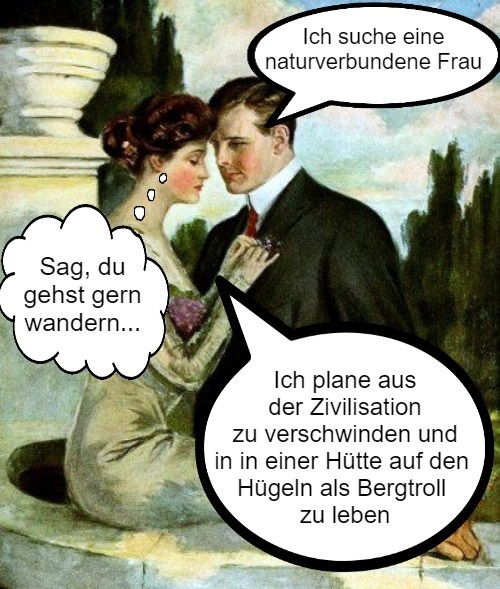 Ich suche eine
naturverbundene Frau
Sag, du
gehst gern
wandern...
Ich plane aus
der Zivilisation
zu verschwinden und
in in einer Hütte auf den
Hügeln als Bergtroll
zu leben